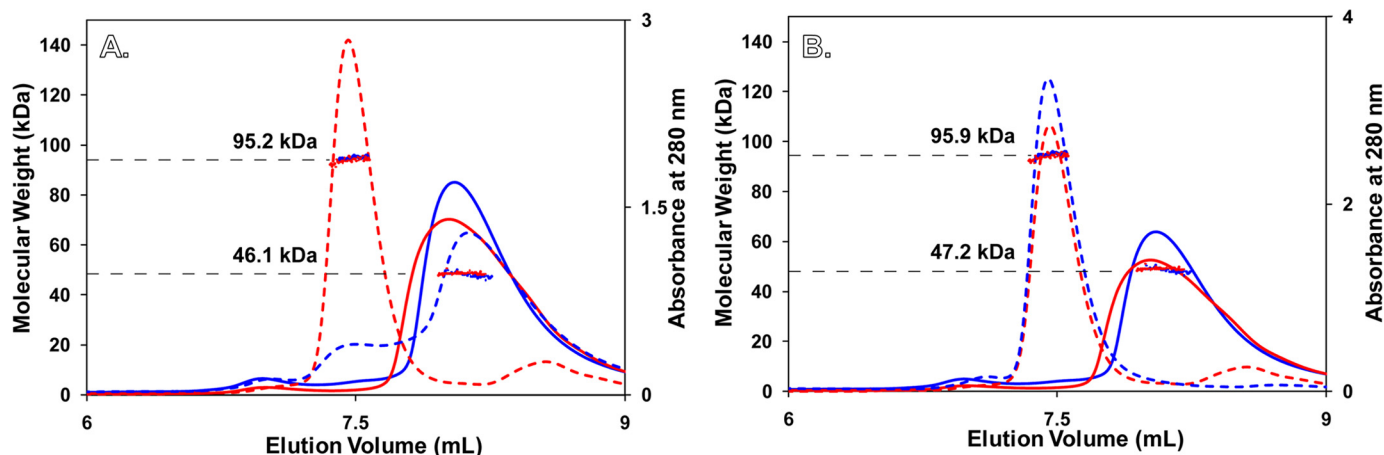 A.
Molecular Weight (kDa)
140
120
100
80
60
40
20
0
95.2 kDa
46.1 kDa
3
1.5
0
Absorbance at 280 nm
6
7.5
9
Elution Volume (mL)
B.
Molecular Weight (kDa)
140
120
100
80
60
40
20
0
95.9 kDa
47.2 kDa
4
2
0
Absorbance at 280 nm
6
7.5
9
Elution Volume (mL)